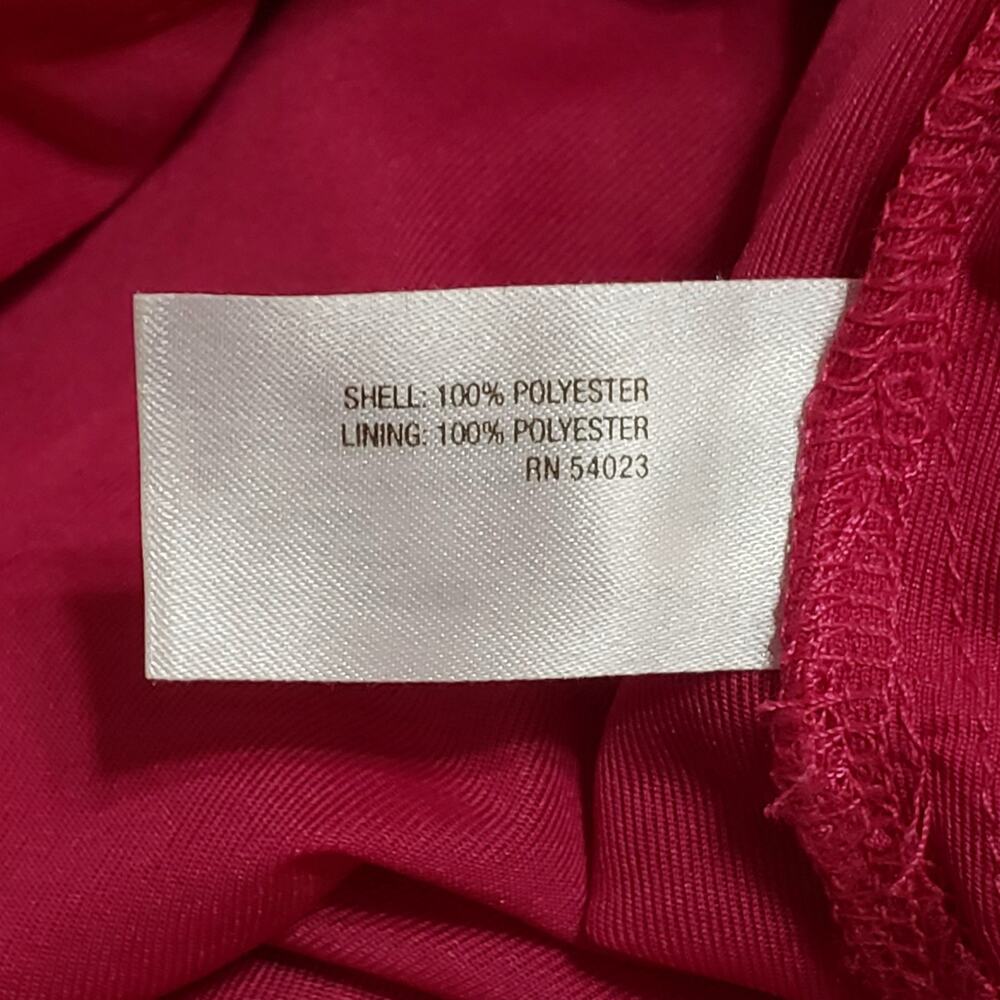 SHELL: 100% POLYESTER
LINING: 100% POLYESTER
RN 54023